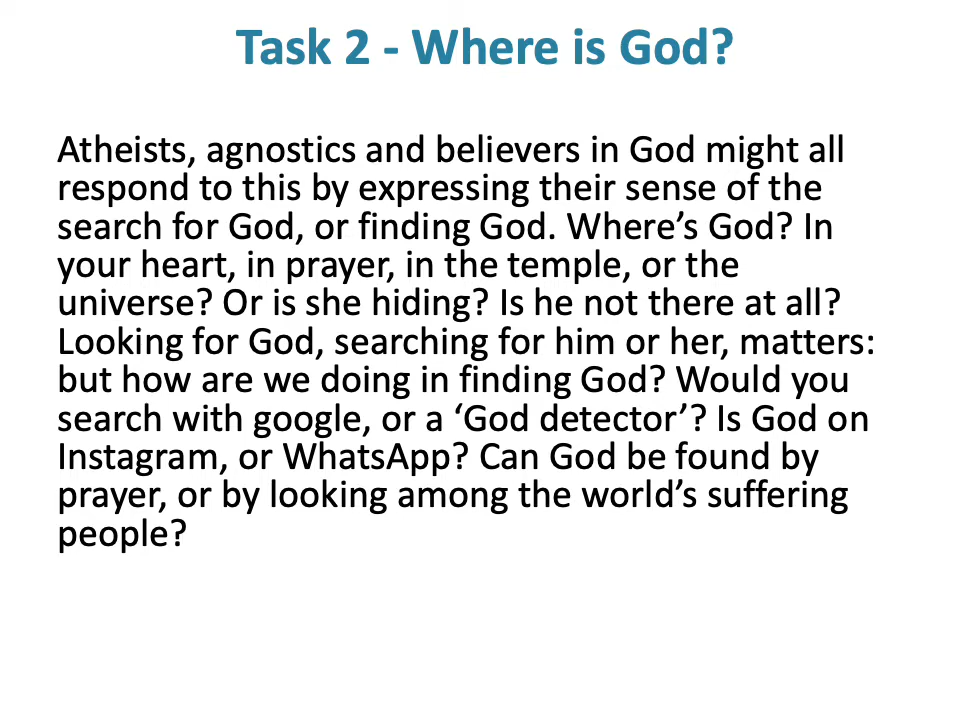 Task 2 - Where is God?
Atheists, agnostics and believers in God might all
respond to this by expressing their sense of the
search for God, or finding God. Where’s God? In
your heart, in prayer, in the temple, or the
universe? Or is she hiding? Is he not there at all?
Looking for God, searching for him or her, matters:
but how are we doing in finding God? Would you
search with google, or a ‘God detector’? Is God on
Instagram, or WhatsApp? Can God be found by
prayer, or by looking among the world’s suffering
people?